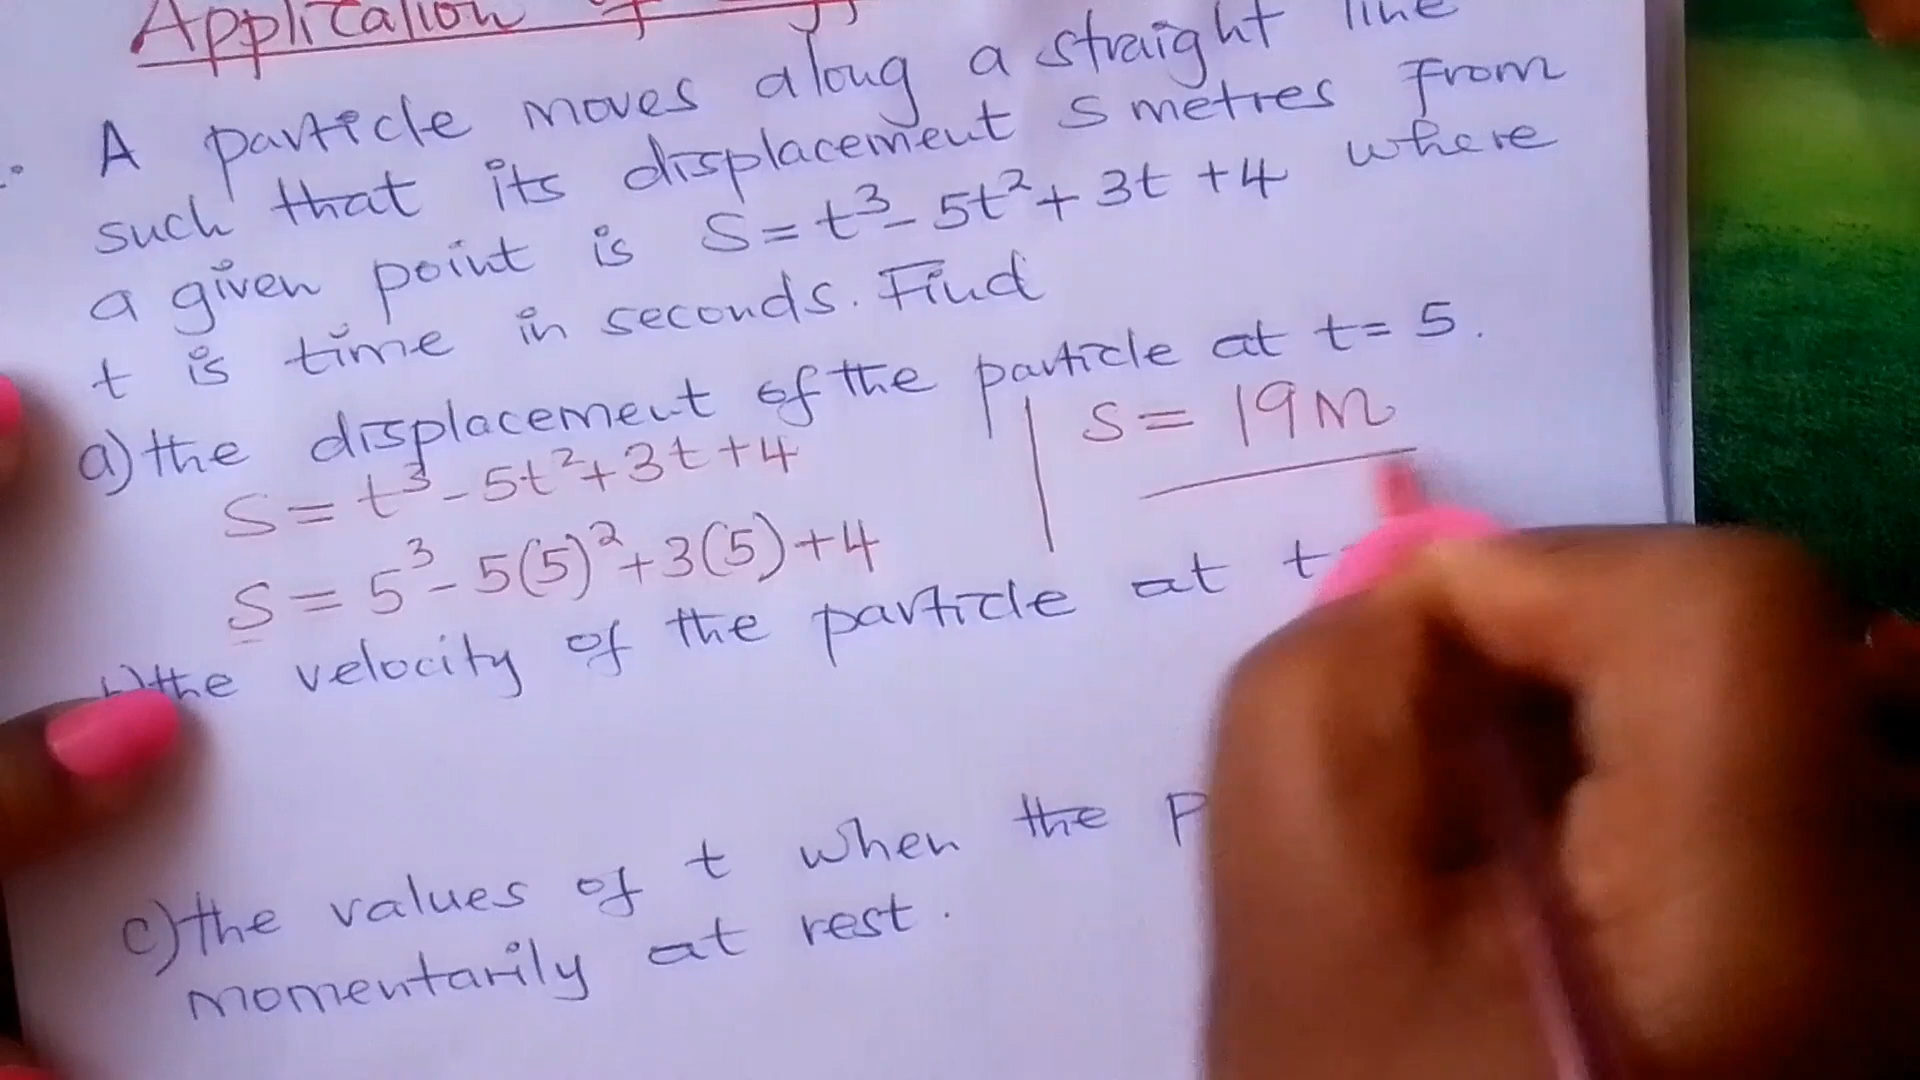 Application of
A particle moves along a straight line
such that its displacement S metres from
a given point is S = t³ - 5t² + 3t + 4 where
t is time in seconds. Find
a) the displacement of the particle at t = 5.
S = t³ - 5t² + 3t + 4
S = 5³ - 5(5)² + 3(5) + 4
S = 19m
the velocity of the particle at t
c) the values of t when the
momentarily at rest.